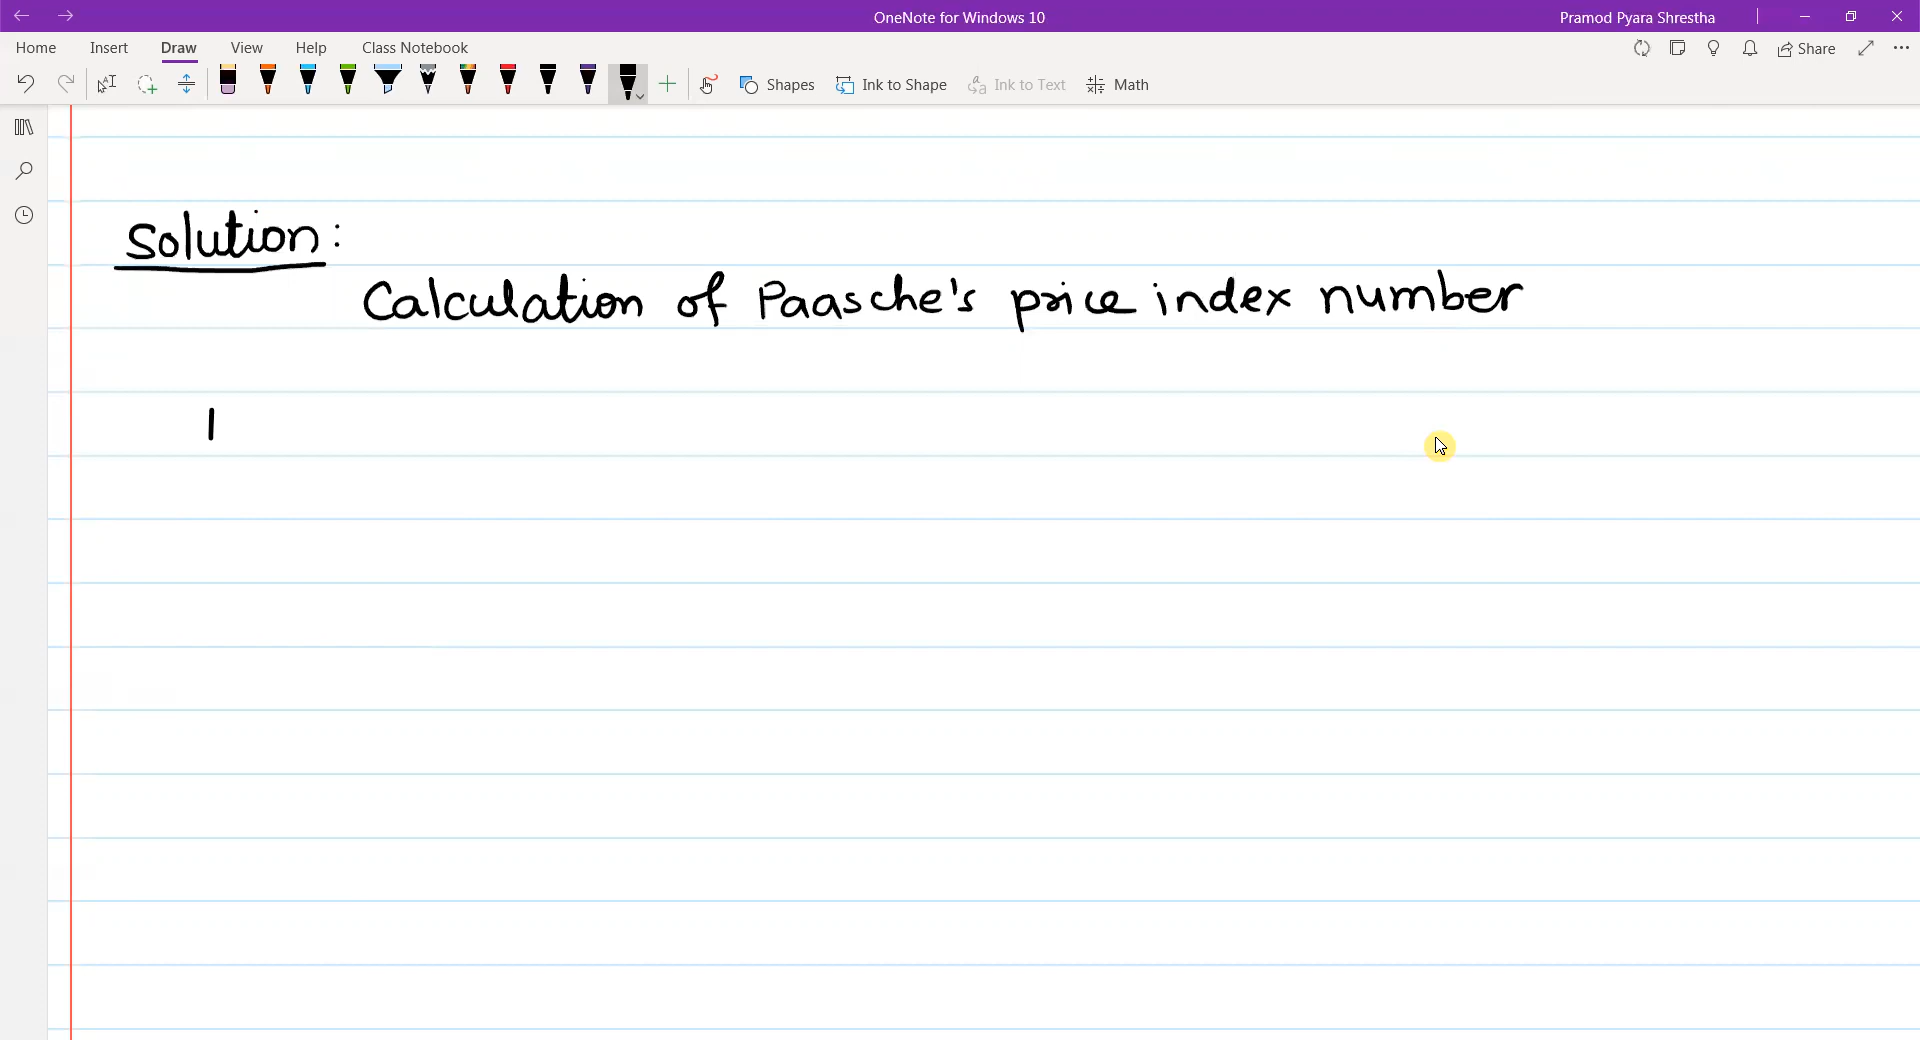 OneNote for Windows 10
Pramod Pyara Shrestha
Home Insert Draw View Help Class Notebook
Share
Shapes Ink to Shape Ink to Text Math
Solution:
Calculation of Paasche's price index number